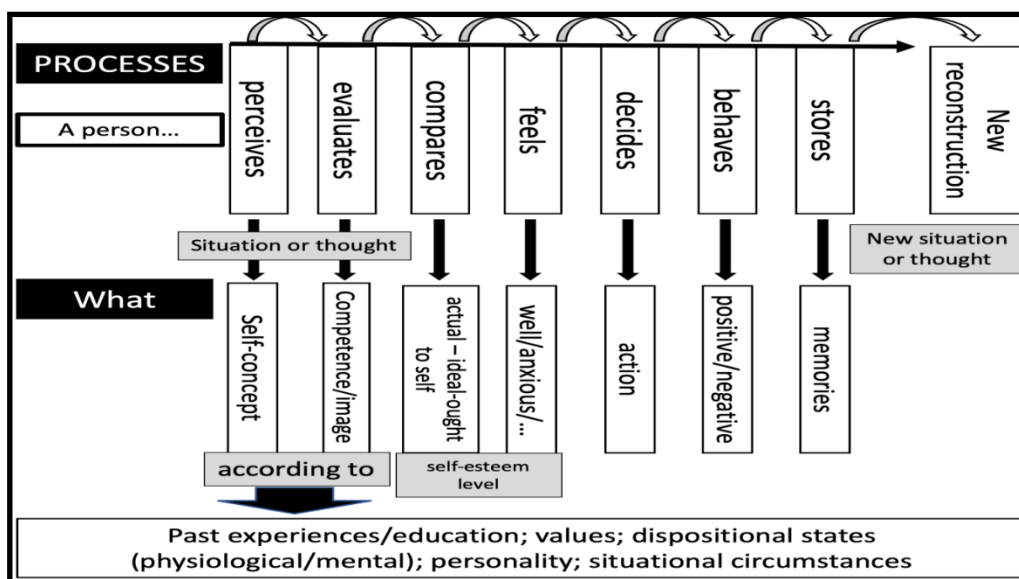 PROCESSES
A person...
perceives
evaluates
compares
feels
decides
behaves
stores
New
reconstruction
Situation or thought
New situation
or thought
What
Self-concept
Competence/image
actual – ideal-ought
to self
well/anxious/...
action
positive/negative
memories
according to
self-esteem
level
Past experiences/education; values; dispositional states
(physiological/mental); personality; situational circumstances